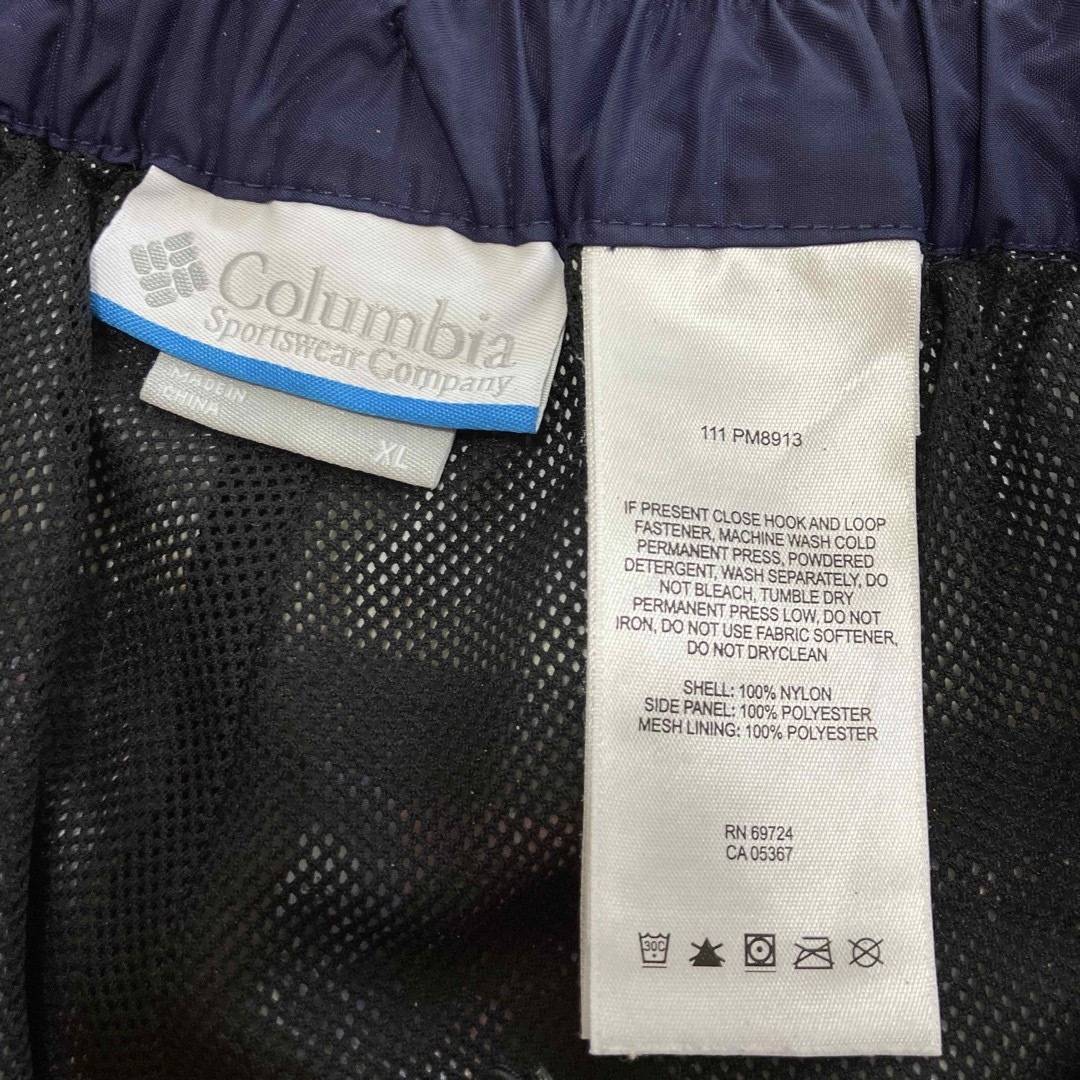 Columbia
Sportswear Company
MADE IN
CHINA
XL
111 PM8913
IF PRESENT CLOSE HOOK AND LOOP
FASTENER, MACHINE WASH COLD
PERMANENT PRESS, POWDERED
DETERGENT, WASH SEPARATELY, DO
NOT BLEACH, TUMBLE DRY
PERMANENT PRESS LOW, DO NOT
IRON, DO NOT USE FABRIC SOFTENER,
DO NOT DRYCLEAN
SHELL: 100% NYLON
SIDE PANEL: 100% POLYESTER
MESH LINING: 100% POLYESTER
RN 69724
CA 05367
30C